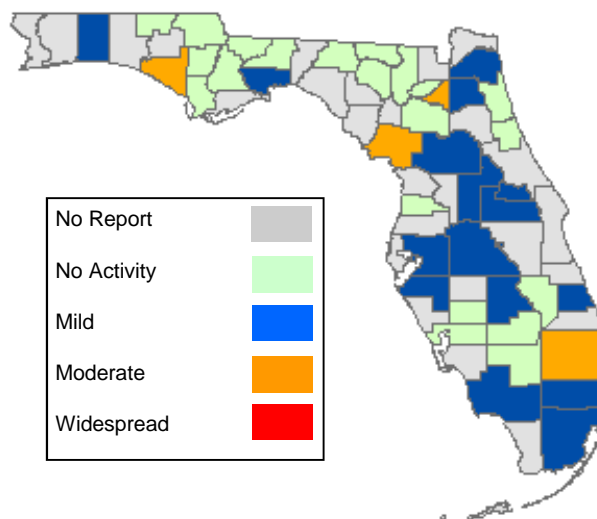 No Report
No Activity
Mild
Moderate
Widespread